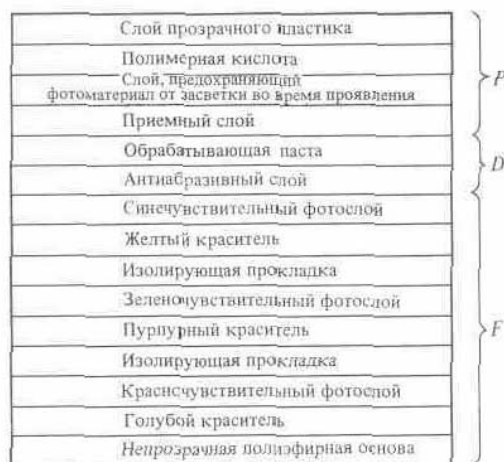 Слой прозрачного пластика
Полимерная кислота
Слой, предохраняющий
фотоматериал от засветки во время проявления
Приемный слой
Обрабатывающая паста
Антиабразивный слой
Синечувствительный фотослой
Желтый краситель
Изолирующая прокладка
Зеленочувствительный фотослой
Пурпурный краситель
Изолирующая прокладка
Красночувствительный фотослой
Голубой краситель
Непрозрачная полиэфирная основа
P
D
F